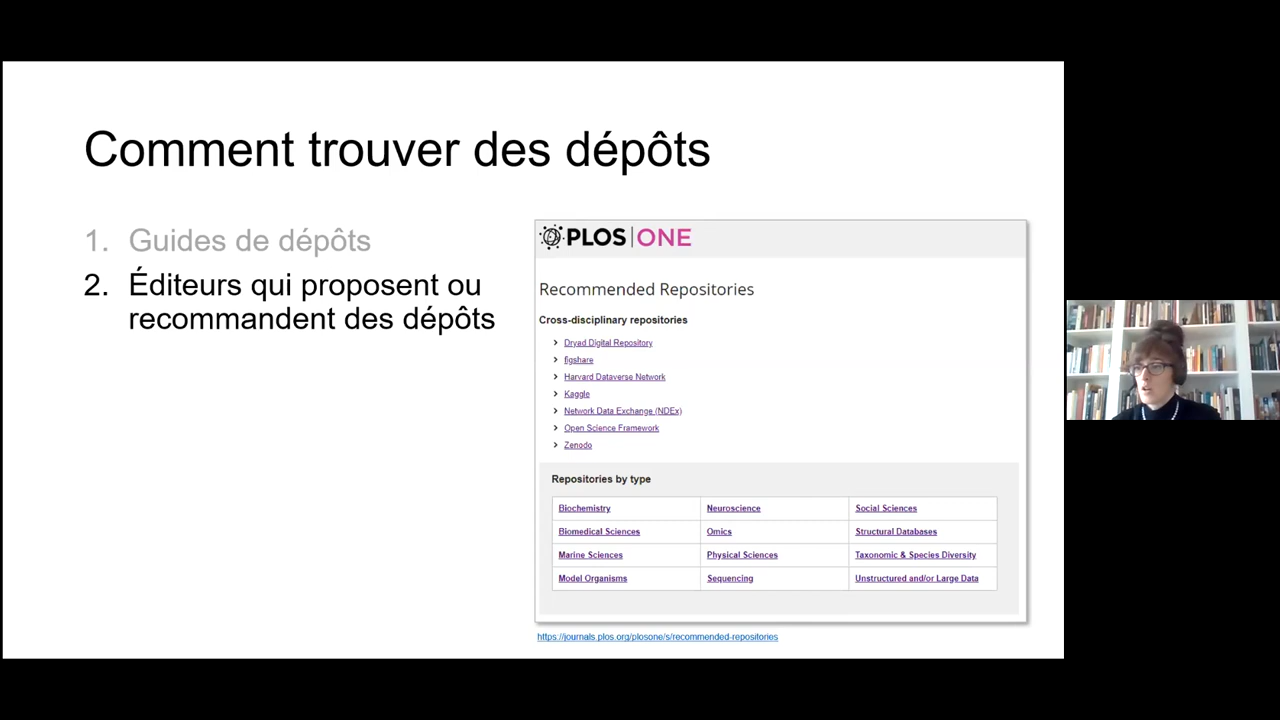 Comment trouver des dépôts
1. Guides de dépôts
2. Éditeurs qui proposent ou
recommandent des dépôts
PLOS | ONE
Recommended Repositories
Cross-disciplinary repositories
Dryad Digital Repository
figshare
Harvard Dataverse Network
Kaggle
Network Data Exchange (NDEx)
Open Science Framework
Zenodo
Repositories by type
Biochemistry Neuroscience Social Sciences
Biomedical Sciences Omics Structural Databases
Marine Sciences Physical Sciences Taxonomic & Species Diversity
Model Organisms Sequencing Unstructured and/or Large Data
https://journals.plos.org/plosone/s/recommended-repositories